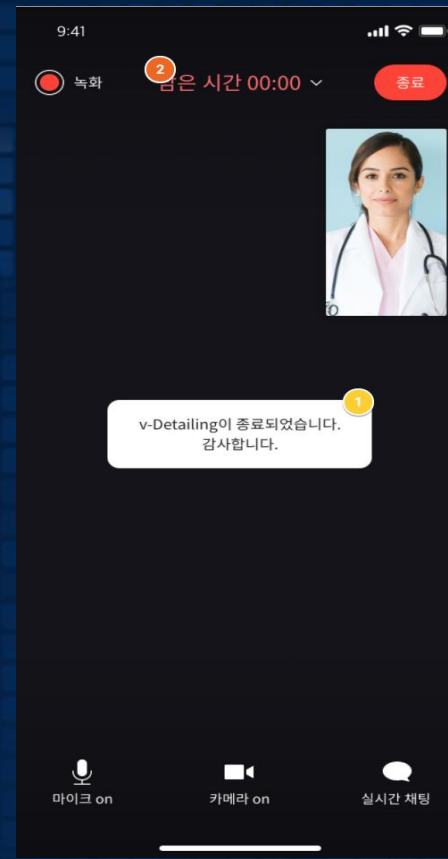 9:41
녹화
2
남은 시간 00:00
종료
1
v-Detailing이 종료되었습니다.
감사합니다.
마이크 on
카메라 on
실시간 채팅